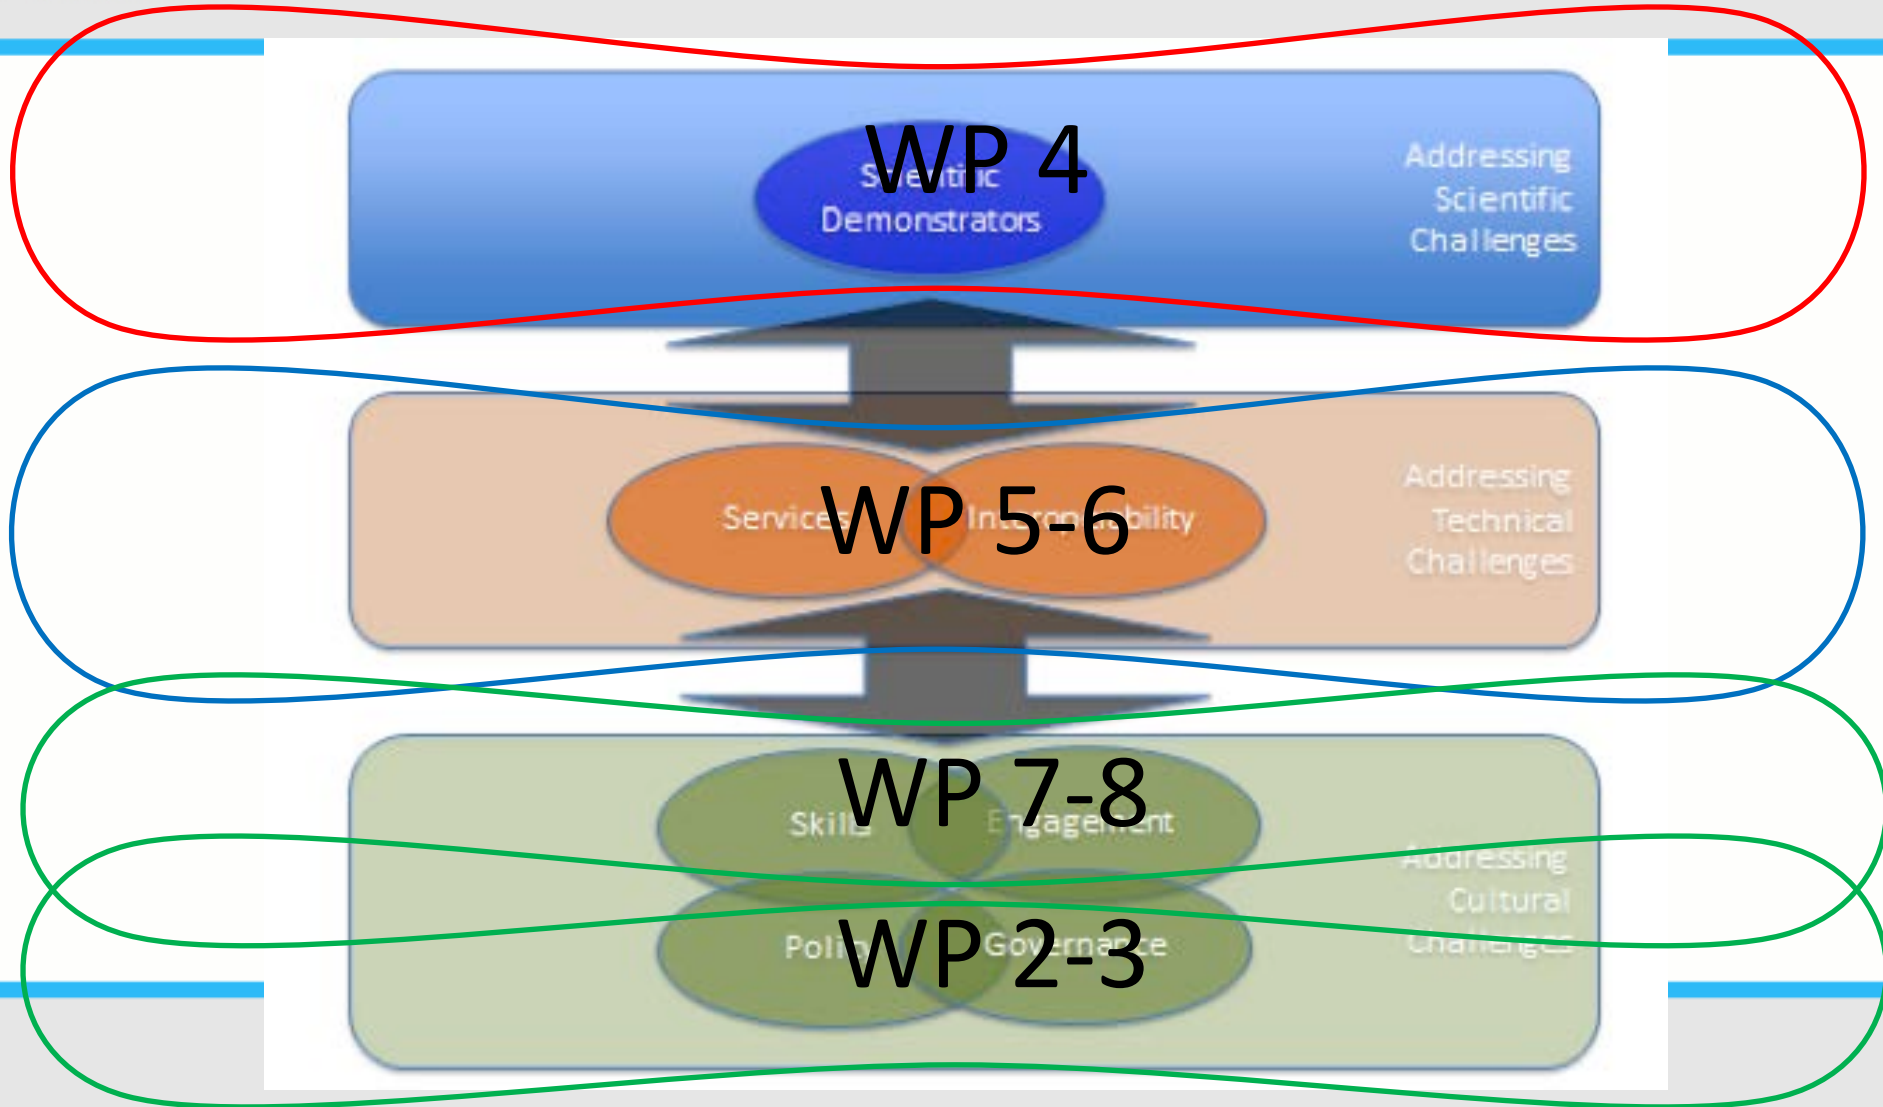 WP 4
Scientific
Demonstrators
Addressing
Scientific
Challenges
WP 5-6
Services
Interoperability
Addressing
Technical
Challenges
WP 7-8
Skills
Engagement
Addressing
Cultural
Challenges
WP 2-3
Policy
Governance